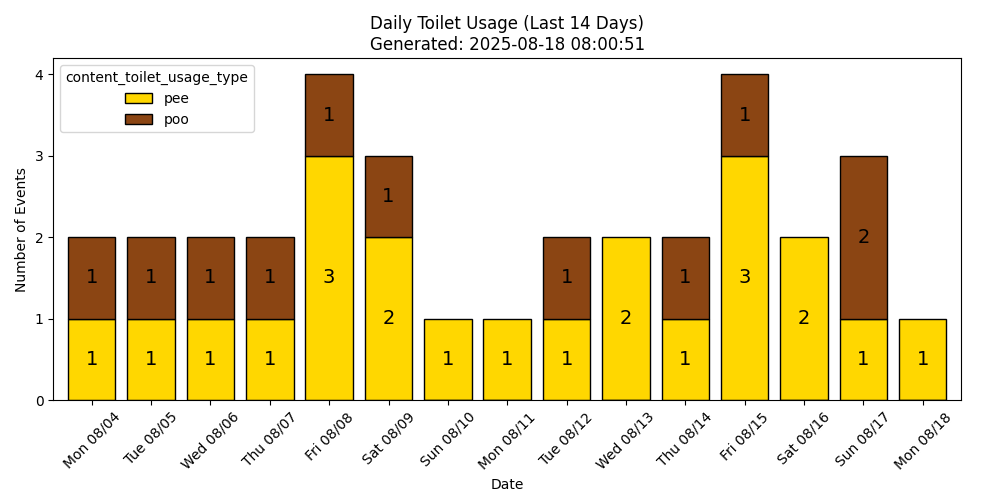 Daily Toilet Usage (Last 14 Days)
Generated: 2025-08-18 08:00:51
content_toilet_usage_type
pee
poo
Number of Events
4
3
2
1
0
1 1 1 1 1 1 1 1 1 2
1 1 1 1 3 2 1 1 1 2 1 3 2 1 1
Mon 08/04 Tue 08/05 Wed 08/06 Thu 08/07 Fri 08/08 Sat 08/09 Sun 08/10 Mon 08/11 Tue 08/12 Wed 08/13 Thu 08/14 Fri 08/15 Sat 08/16 Sun 08/17 Mon 08/18
Date